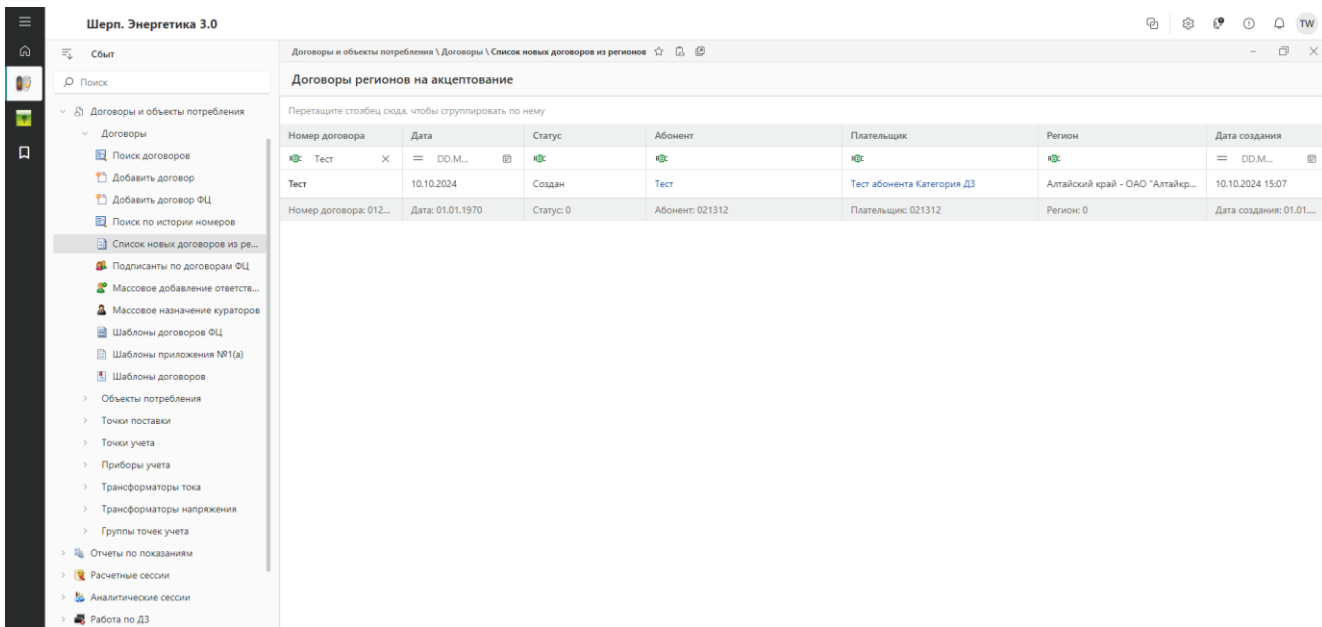 Шерп. Энергетика 3.0
TW
Сбыт
Договоры и объекты потребления \ Договоры \ Список новых договоров из регионов
Поиск
Договоры регионов на акцептование
Договоры и объекты потребления
Перетащите столбец сюда, чтобы сгруппировать по нему
Договоры
Номер договора Дата Статус Абонент Плательщик Регион Дата создания
Поиск договоров
Тест = DD.M... = DD.M...
Добавить договор
Тест 10.10.2024 Создан Тест Тест абонента Категория ДЗ Алтайский край - ОАО "Алтайкр... 10.10.2024 15:07
Добавить договор ФЦ
Номер договора: 012... Дата: 01.01.1970 Статус: 0 Абонент: 021312 Плательщик: 021312 Регион: 0 Дата создания: 01.01....
Поиск по истории номеров
Список новых договоров из ре...
Подписанты по договорам ФЦ
Массовое добавление ответств...
Массовое назначение кураторов
Шаблоны договоров ФЦ
Шаблоны приложения №1(а)
Шаблоны договоров
Объекты потребления
Точки поставки
Точки учета
Приборы учета
Трансформаторы тока
Трансформаторы напряжения
Группы точек учета
Отчеты по показаниям
Расчетные сессии
Аналитические сессии
Работа по ДЗ